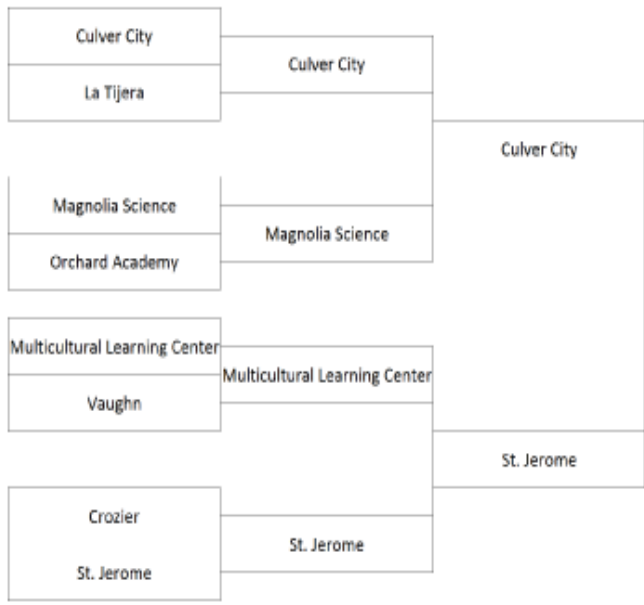 Culver City
La Tijera
Magnolia Science
Orchard Academy
Multicultural Learning Center
Vaughn
Crozier
St. Jerome
Culver City
Magnolia Science
Multicultural Learning Center
St. Jerome
Culver City
St. Jerome